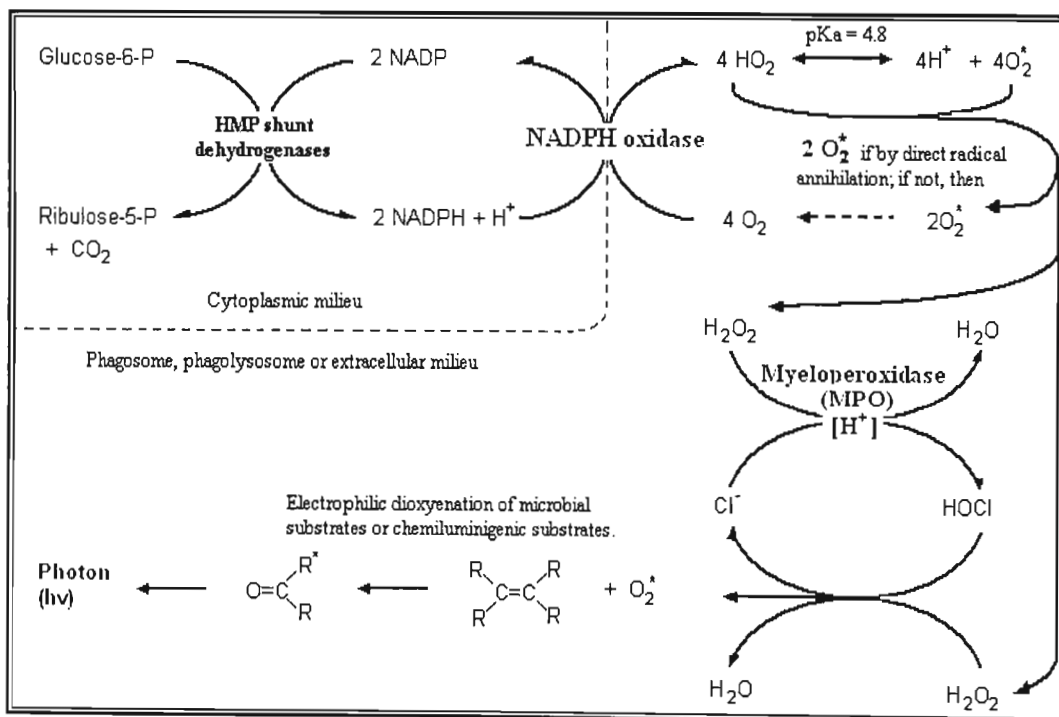 Glucose-6-P
2 NADP
4 HO2
pKa = 4.8
4H+ + 4O2*
HMP shunt
dehydrogenases
NADPH oxidase
2 O2* if by direct radical
annihilation; if not, then
Ribulose-5-P
+ CO2
2 NADPH + H+
4 O2
2O2*
Cytoplasmic milieu
Phagosome, phagolysosome or extracellular milieu
H2O2
H2O
Myeloperoxidase
(MPO)
[H+]
Cl-
HOCl
Electrophilic dioxyenation of microbial
substrates or chemiluminigenic substrates.
Photon
(hν)
O=C R* R
R R C=C R R
+ O2*
H2O
H2O2